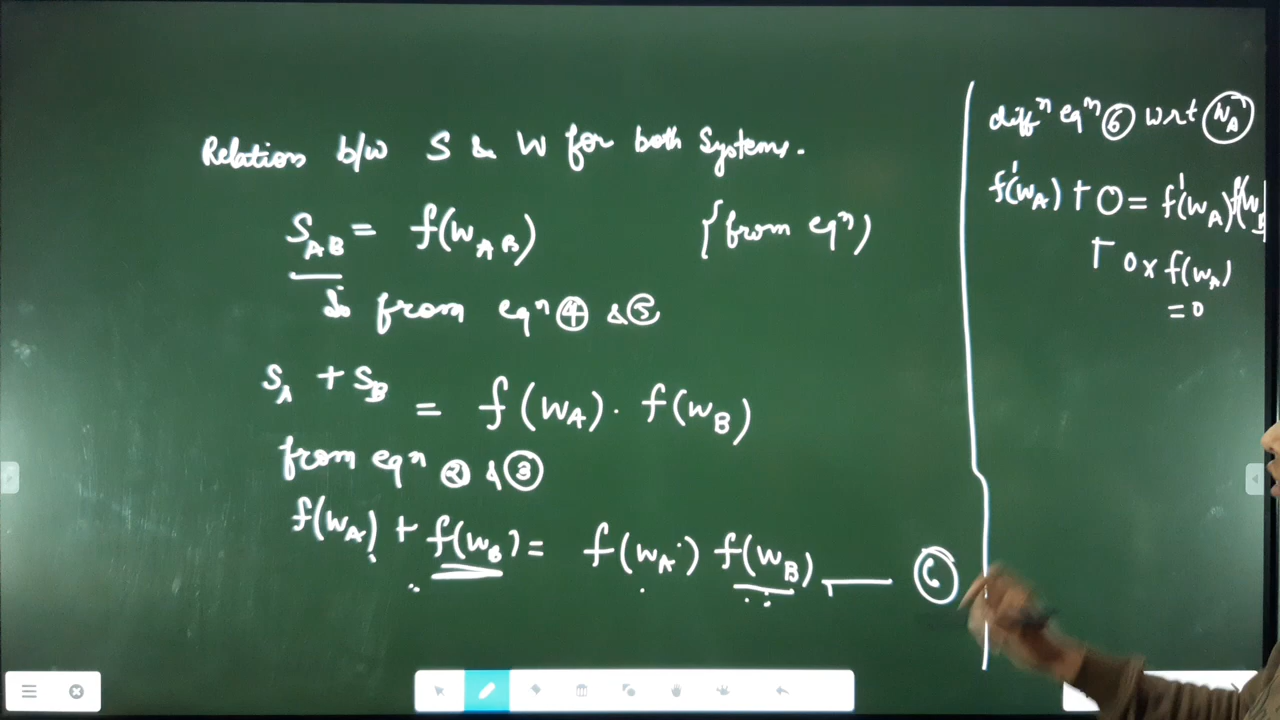 Relation b/w S & W for both Systems.
S_AB = f(W_AB) {from eqⁿ)
So from eqⁿ ④ & ⑤
S_A + S_B = f(W_A) · f(W_B)
from eqⁿ ② & ③
f(W_A) + f(W_B) = f(W_A) f(W_B) ⑥
diffⁿ eqⁿ ⑥ wrt W_A
f'(W_A) + 0 = f'(W_A) f(W_B
+ 0 × f(W_A)
= 0